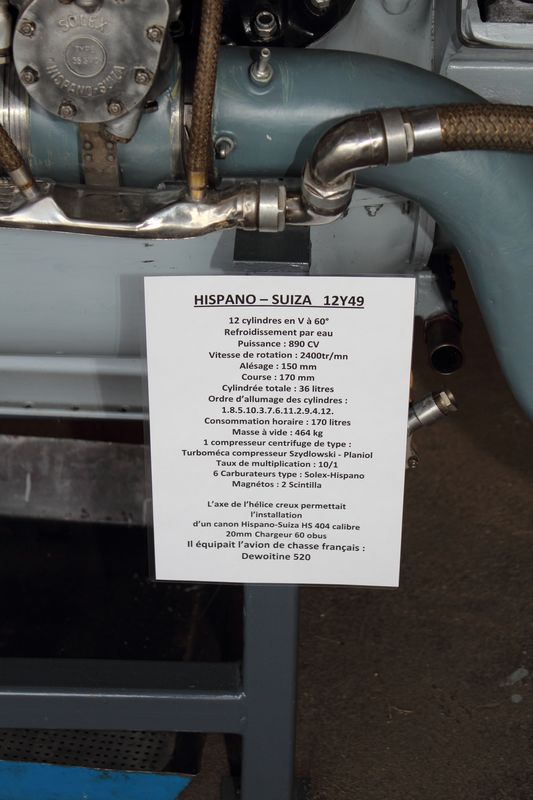 SOLEX
TYPE
HISPANO-SUIZA
HISPANO – SUIZA 12Y49
12 cylindres en V à 60°
Refroidissement par eau
Puissance : 890 CV
Vitesse de rotation : 2400tr/mn
Alésage : 150 mm
Course : 170 mm
Cylindrée totale : 36 litres
Ordre d'allumage des cylindres :
1.8.5.10.3.7.6.11.2.9.4.12.
Consommation horaire : 170 litres
Masse à vide : 464 kg
1 compresseur centrifuge de type :
Turboméca compresseur Szydlowski - Planiol
Taux de multiplication : 10/1
6 Carburateurs type : Solex-Hispano
Magnétos : 2 Scintilla
L'axe de l'hélice creux permettait
l'installation
d'un canon Hispano-Suiza HS 404 calibre
20mm Chargeur 60 obus
Il équipait l'avion de chasse français :
Dewoitine 520